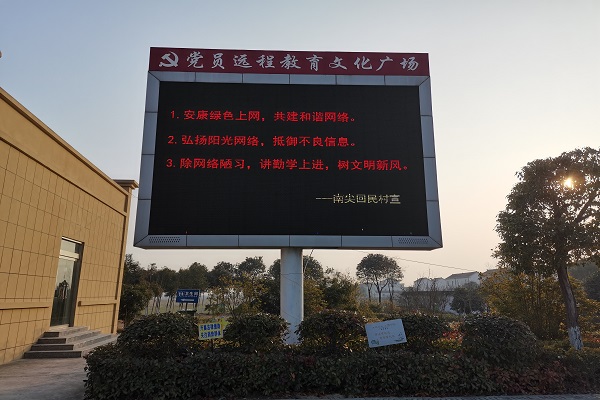 党员远程教育文化广场
1. 安康绿色上网，共建和谐网络。
2. 弘扬阳光网络，抵御不良信息。
3. 除网络陋习，讲勤学上进，树文明新风。
---南尖回民村宣